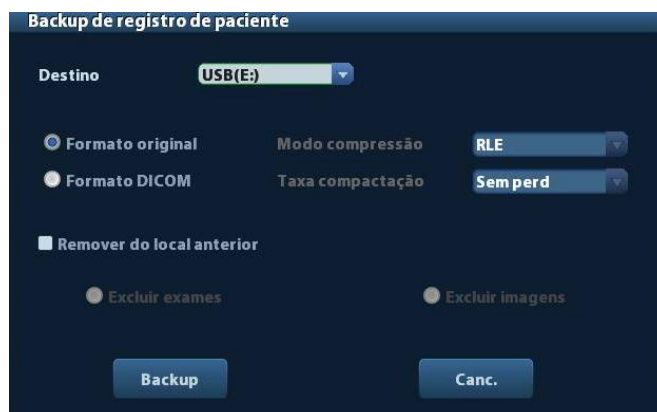 Backup de registro de paciente
Destino USB(E:)
Formato original Modo compressão RLE
Formato DICOM Taxa compactação Sem perd
Remover do local anterior
Excluir exames Excluir imagens
Backup Canc.